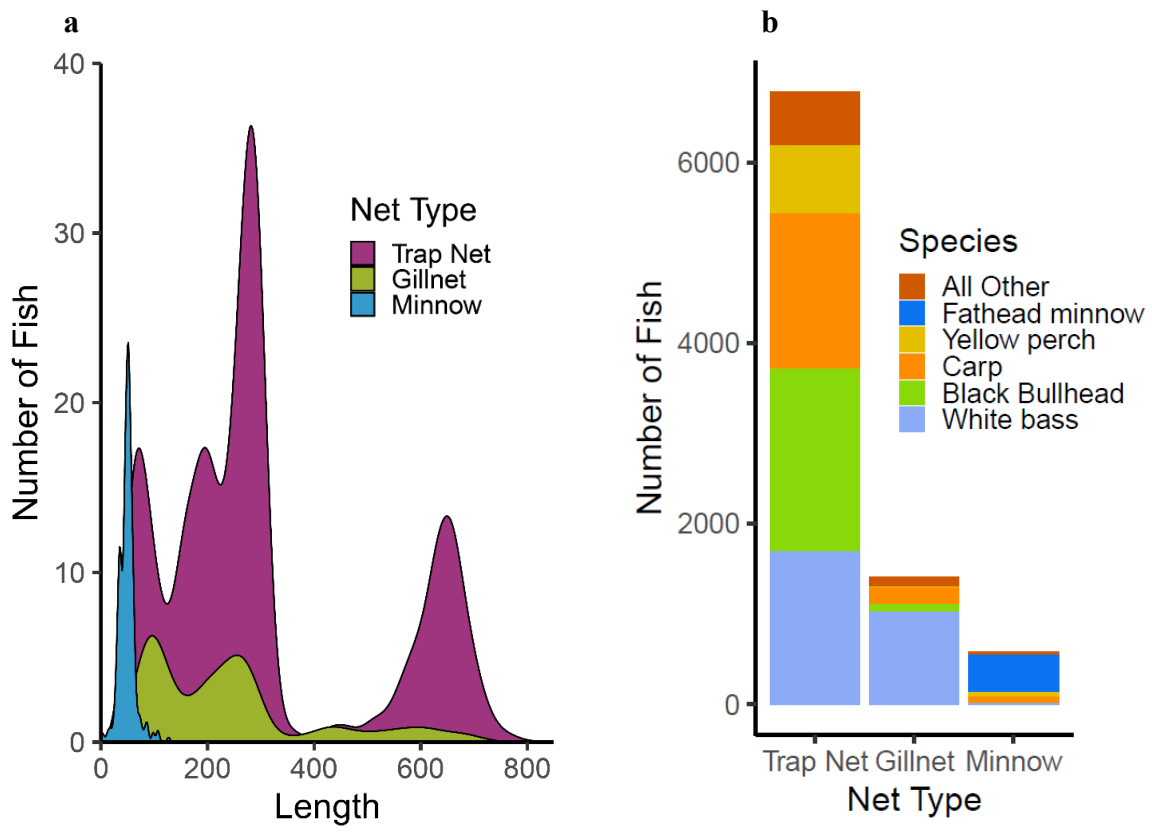 a
40
30
20
10
0
Number of Fish
0 200 400 600 800
Length
Net Type
Trap Net
Gillnet
Minnow
b
6000
4000
2000
0
Number of Fish
Species
All Other
Fathead minnow
Yellow perch
Carp
Black Bullhead
White bass
Trap Net Gillnet Minnow
Net Type